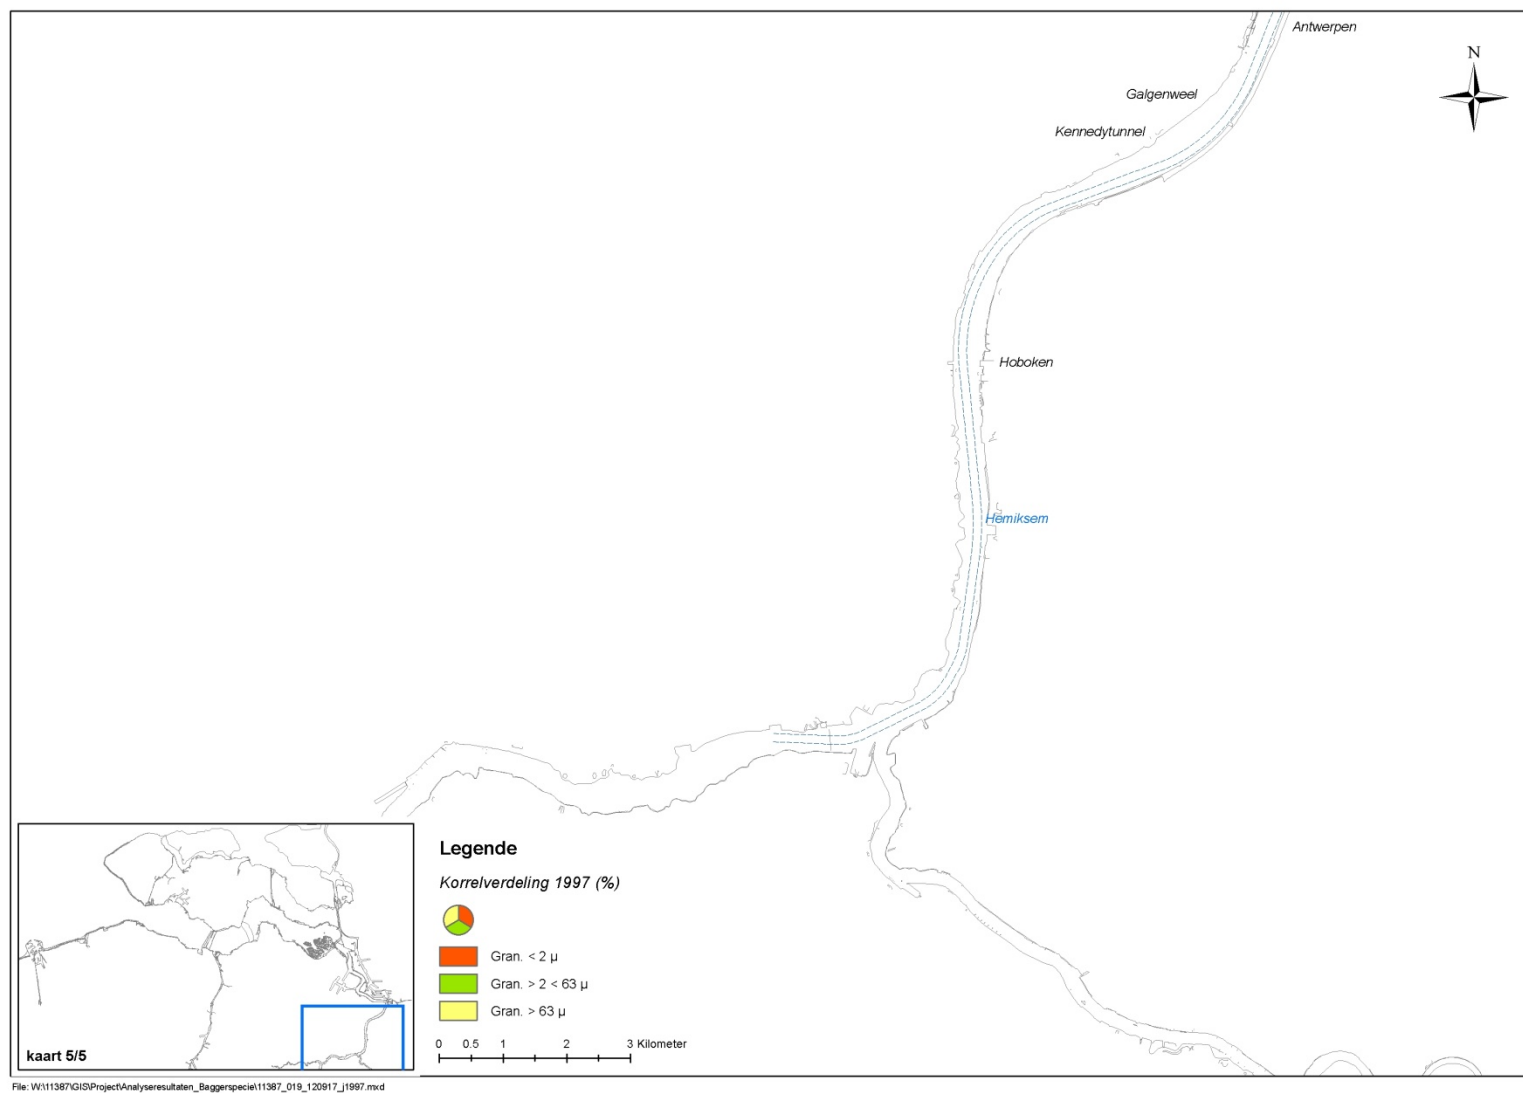 Antwerpen
N
Galgenweel
Kennedytunnel
Hoboken
Hemiksem
Legende
Korrelverdeling 1997 (%)
Gran. < 2 µ
Gran. > 2 < 63 µ
Gran. > 63 µ
0 0.5 1 2 3 Kilometer
kaart 5/5
File: W:\11387\GIS\Project\Analyseresultaten_Baggerspecie\11387_019_120917_j1997.mxd